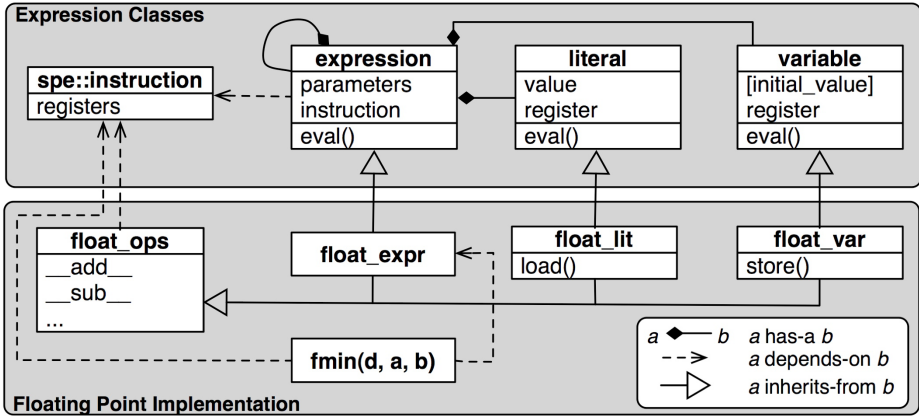 Expression Classes
spe::instruction
registers
expression
parameters
instruction
eval()
literal
value
register
eval()
variable
[initial_value]
register
eval()
float_ops
__add__
__sub__
...
float_expr
float_lit
load()
float_var
store()
fmin(d, a, b)
a b a has-a b
a depends-on b
a inherits-from b
Floating Point Implementation